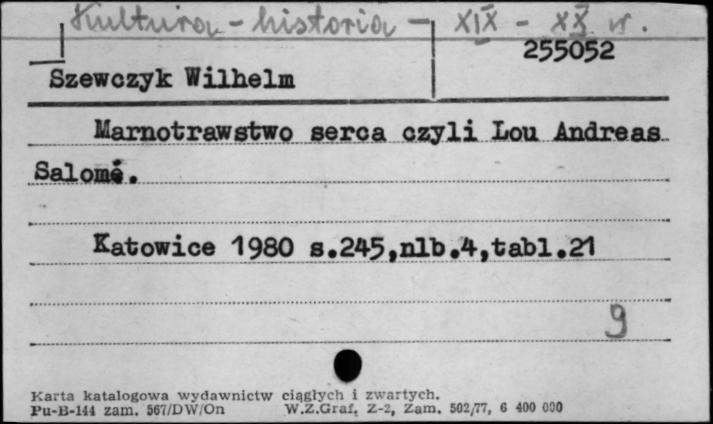 Kultura - historia - XIX - XX w.
255052
Szewczyk Wilhelm
Marnotrawstwo serca czyli Lou Andreas
Salomé.
Katowice 1980 s.245,nlb.4,tabl.21
9
Karta katalogowa wydawnictw ciągłych i zwartych.
Pu-B-144 zam. 567/DW/On W.Z.Graf. Z-2, Zam. 502/77, 6 400 000